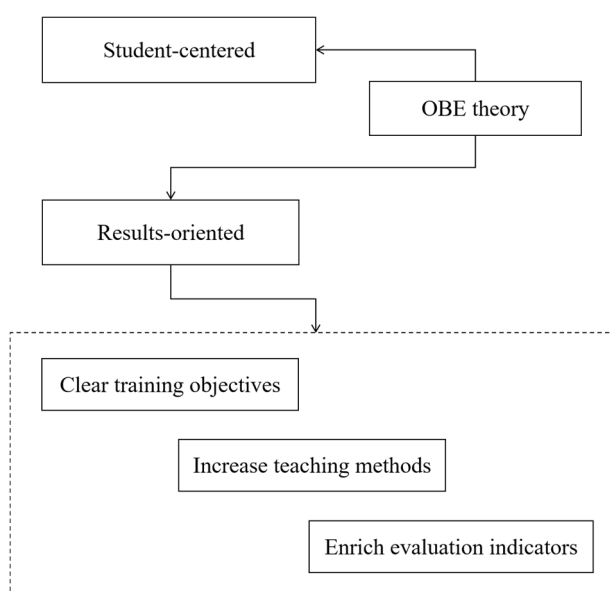 Student-centered
OBE theory
Results-oriented
Clear training objectives
Increase teaching methods
Enrich evaluation indicators